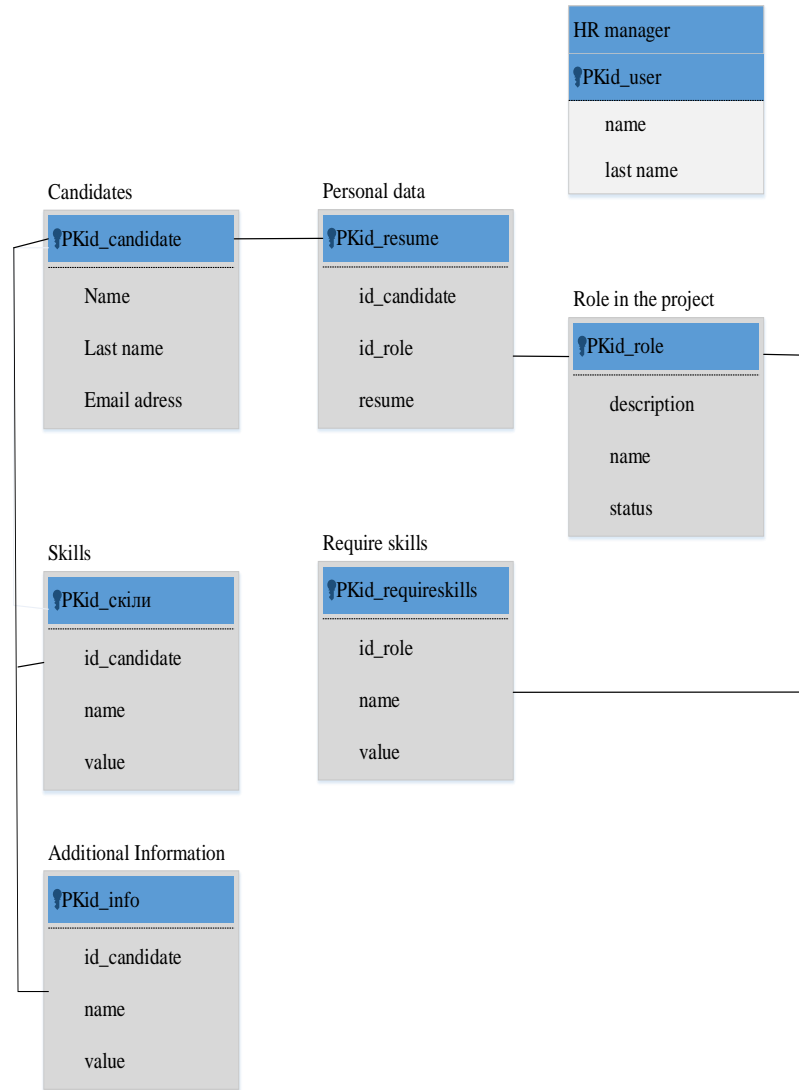 HR manager
PKid_user
name
last name
Candidates
PKid_candidate
Name
Last name
Email adress
Personal data
PKid_resume
id_candidate
id_role
resume
Role in the project
PKid_role
description
name
status
Skills
PKid_скіли
id_candidate
name
value
Require skills
PKid_requireskills
id_role
name
value
Additional Information
PKid_info
id_candidate
name
value